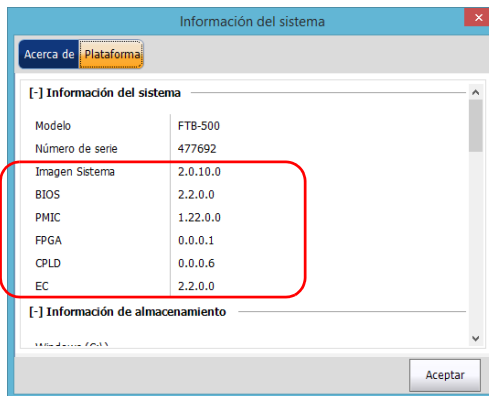 Información del sistema
Acerca de Plataforma
[-] Información del sistema
Modelo FTB-500
Número de serie 477692
Imagen Sistema 2.0.10.0
BIOS 2.2.0.0
PMIC 1.22.0.0
FPGA 0.0.0.1
CPLD 0.0.0.6
EC 2.2.0.0
[-] Información de almacenamiento
Windows (C:\)
Aceptar